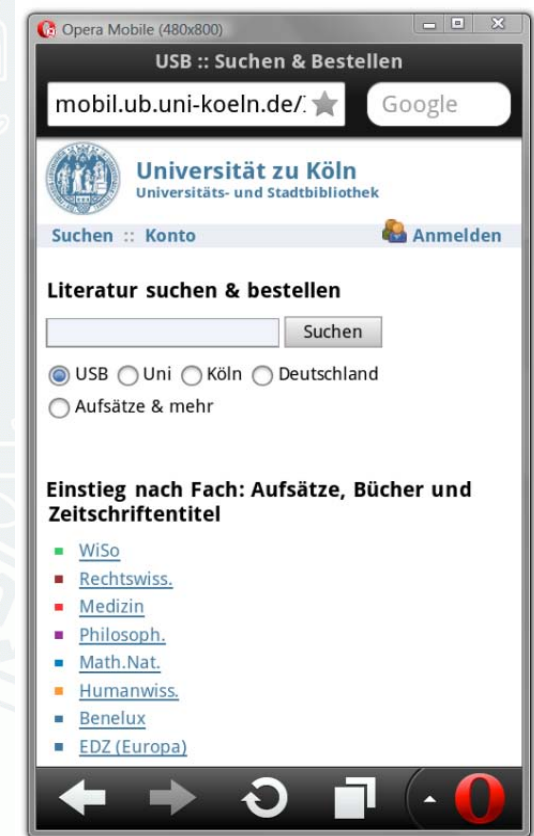 Opera Mobile (480x800)
USB :: Suchen & Bestellen
mobil.ub.uni-koeln.de/
Google
Universität zu Köln
Universitäts- und Stadtbibliothek
Suchen :: Konto
Anmelden
Literatur suchen & bestellen
Suchen
USB Uni Köln Deutschland
Aufsätze & mehr
Einstieg nach Fach: Aufsätze, Bücher und
Zeitschriftentitel
WiSo
Rechtswiss.
Medizin
Philosoph.
Math.Nat.
Humanwiss.
Benelux
EDZ (Europa)